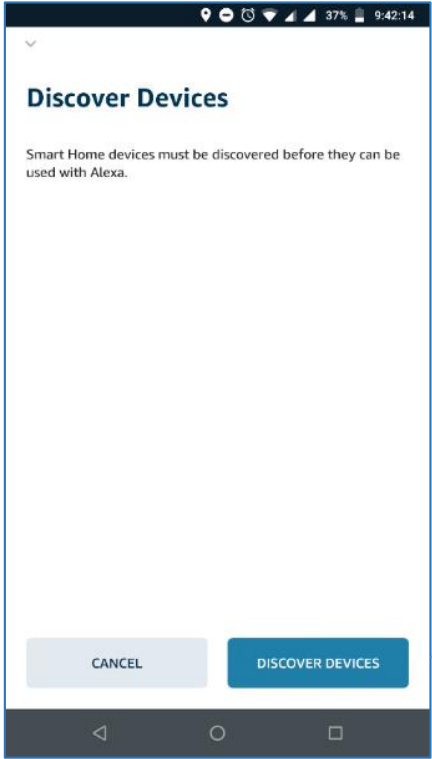 37% 9:42:14
Discover Devices
Smart Home devices must be discovered before they can be
used with Alexa.
CANCEL
DISCOVER DEVICES